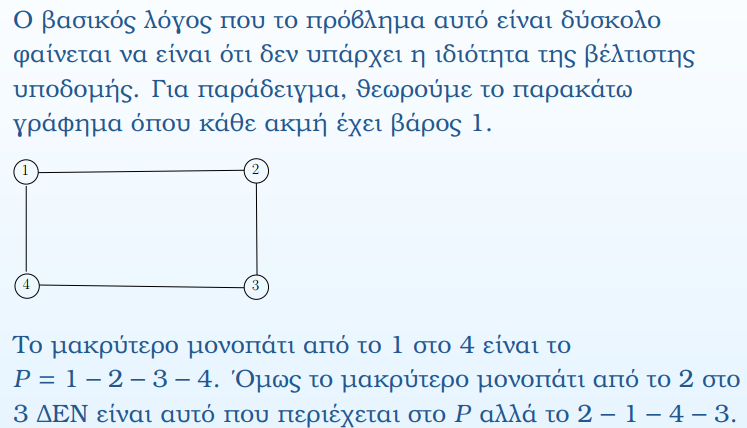 Ο βασικός λόγος που το πρόβλημα αυτό είναι δύσκολο
φαίνεται να είναι ότι δεν υπάρχει η ιδιότητα της βέλτιστης
υποδομής. Για παράδειγμα, θεωρούμε το παρακάτω
γράφημα όπου κάθε ακμή έχει βάρος 1.
1 2
4 3
Το μακρύτερο μονοπάτι από το 1 στο 4 είναι το
P = 1 − 2 − 3 − 4. Όμως το μακρύτερο μονοπάτι από το 2 στο
3 ΔΕΝ είναι αυτό που περιέχεται στο P αλλά το 2 − 1 − 4 − 3.